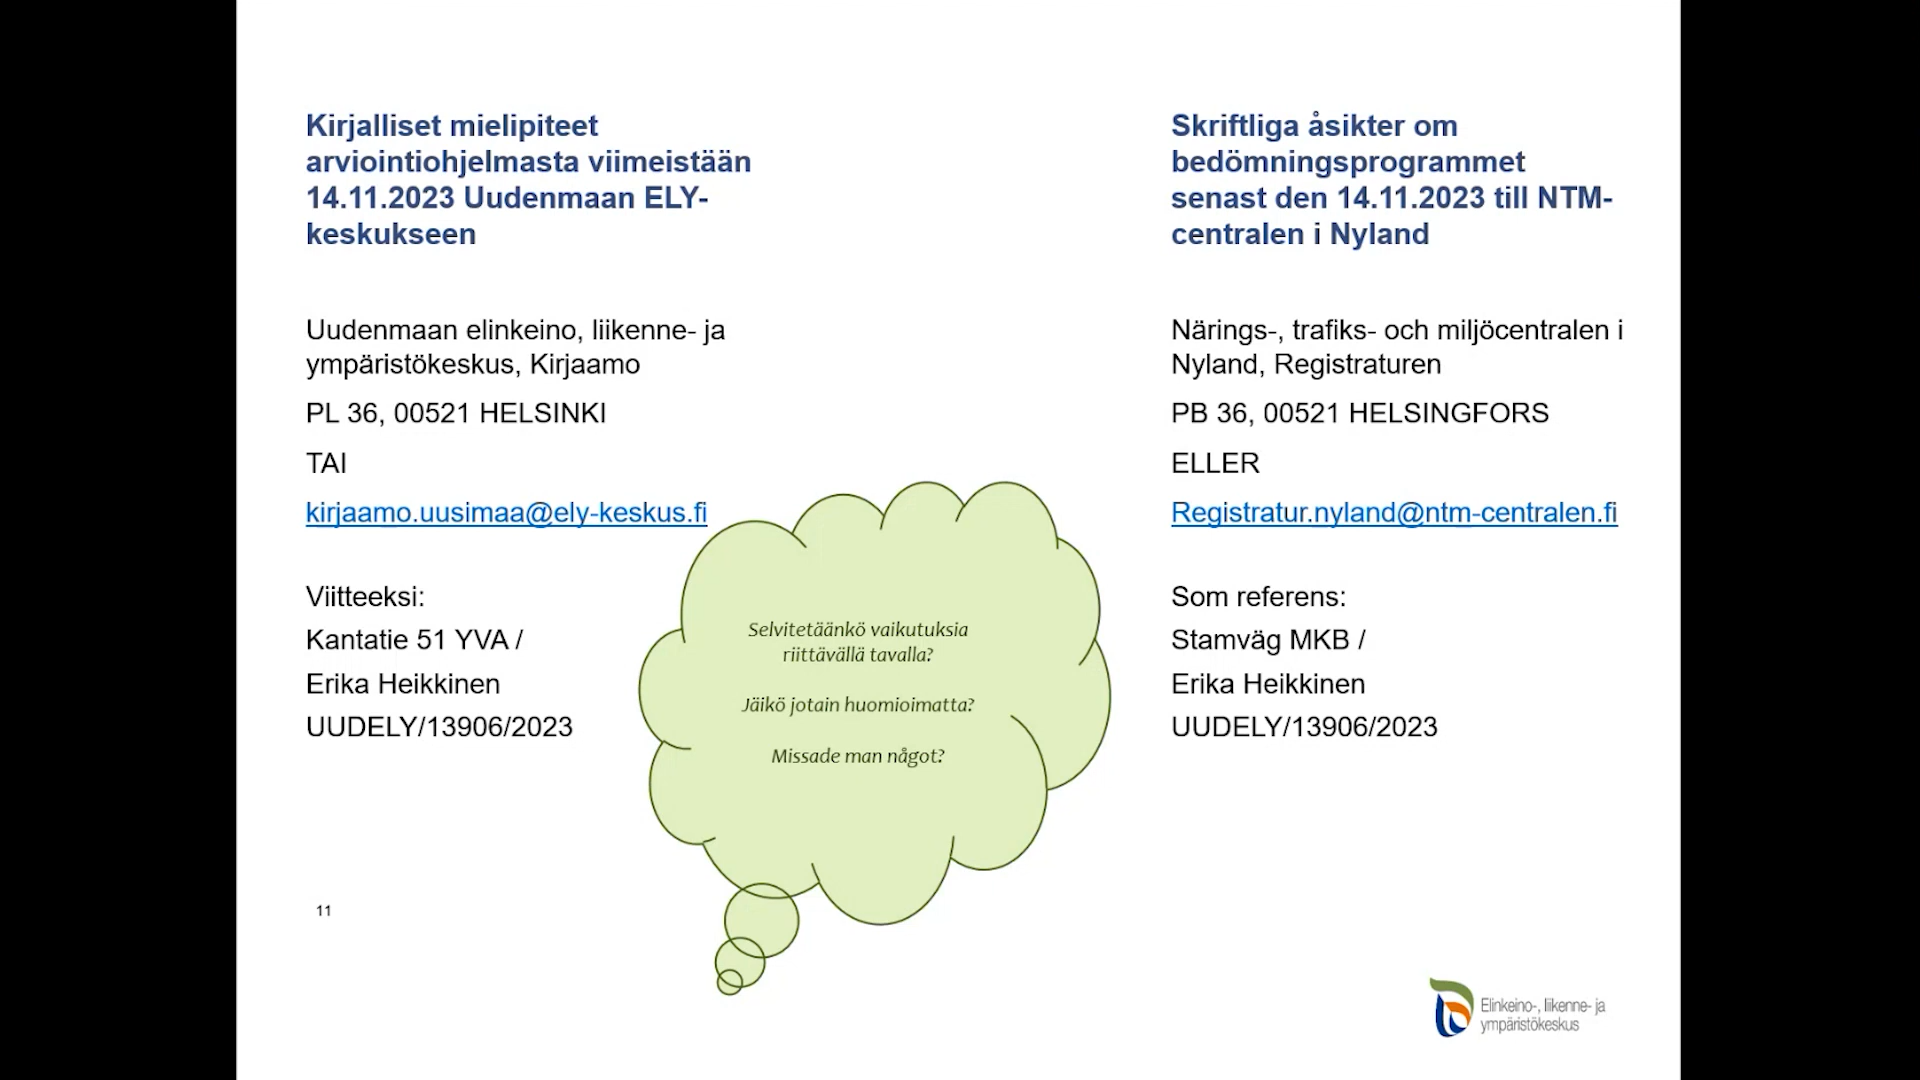 Kirjalliset mielipiteet
arviointiohjelmasta viimeistään
14.11.2023 Uudenmaan ELY-
keskukseen
Uudenmaan elinkeino, liikenne- ja
ympäristökeskus, Kirjaamo
PL 36, 00521 HELSINKI
TAI
kirjaamo.uusimaa@ely-keskus.fi
Viitteeksi:
Kantatie 51 YVA /
Erika Heikkinen
UUDELY/13906/2023
Selvitetäänkö vaikutuksia
riittävällä tavalla?
Jäikö jotain huomioimatta?
Missade man något?
Skriftliga åsikter om
bedömningsprogrammet
senast den 14.11.2023 till NTM-
centralen i Nyland
Närings-, trafiks- och miljöcentralen i
Nyland, Registraturen
PB 36, 00521 HELSINGFORS
ELLER
Registratur.nyland@ntm-centralen.fi
Som referens:
Stamväg MKB /
Erika Heikkinen
UUDELY/13906/2023
11
Elinkeino-, liikenne- ja
ympäristökeskus